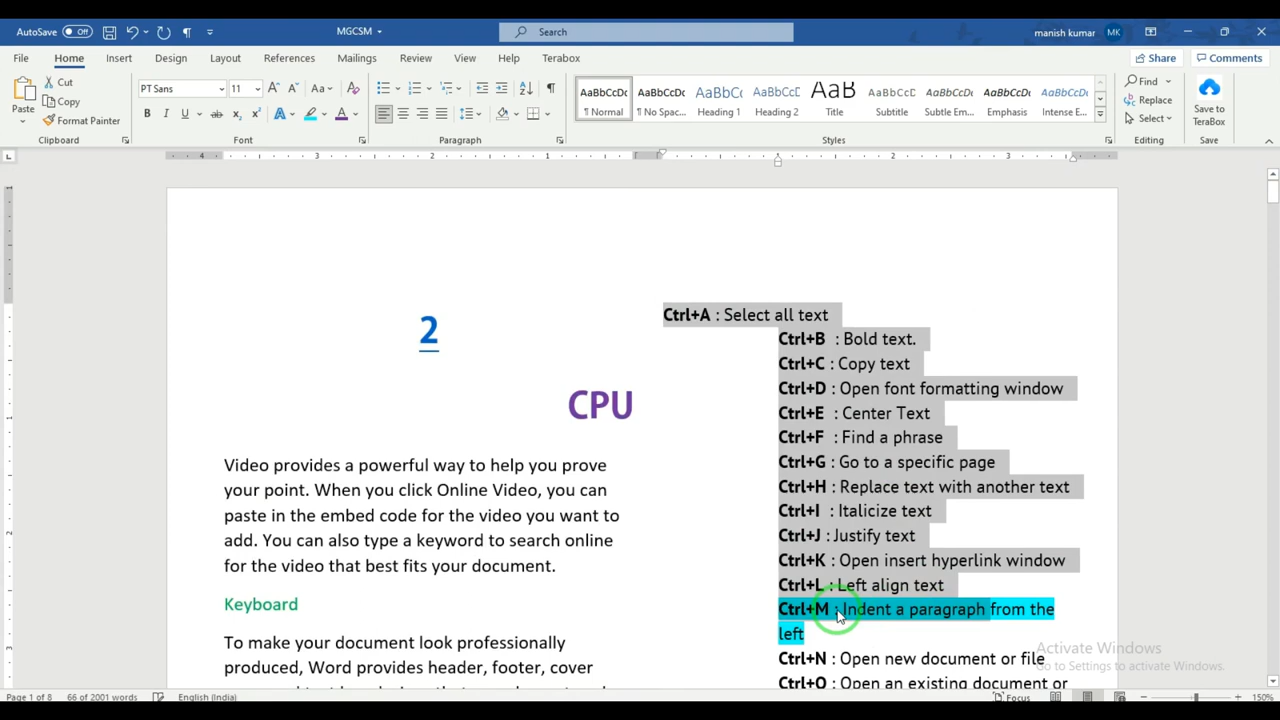 AutoSave Off
MGCSM
Search
manish kumar MK
File Home Insert Design Layout References Mailings Review View Help Terabox
Share Comments
Paste
Cut
Copy
Format Painter
PT Sans 11
AaBbCcDc AaBbCcDc AaBbC( AaBbCcC AaB AaBbCcD AaBbCcDc AaBbCcDc AaBbCcDc
¶ Normal ¶ No Spac... Heading 1 Heading 2 Title Subtitle Subtle Em... Emphasis Intense E...
Find
Replace
Select
Save to
TeraBox
Clipboard Font Paragraph Styles Editing Save
2
CPU
Video provides a powerful way to help you prove
your point. When you click Online Video, you can
paste in the embed code for the video you want to
add. You can also type a keyword to search online
for the video that best fits your document.
Keyboard
To make your document look professionally
produced, Word provides header, footer, cover
Ctrl+A : Select all text
Ctrl+B : Bold text.
Ctrl+C : Copy text
Ctrl+D : Open font formatting window
Ctrl+E : Center Text
Ctrl+F : Find a phrase
Ctrl+G : Go to a specific page
Ctrl+H : Replace text with another text
Ctrl+I : Italicize text
Ctrl+J : Justify text
Ctrl+K : Open insert hyperlink window
Ctrl+L : Left align text
Ctrl+M : Indent a paragraph from the
left
Ctrl+N : Open new document or file
Ctrl+O : Open an existing document or
Activate Windows
Go to Settings to activate Windows.
Page 1 of 8 66 of 2001 words English (India)
Focus 150%